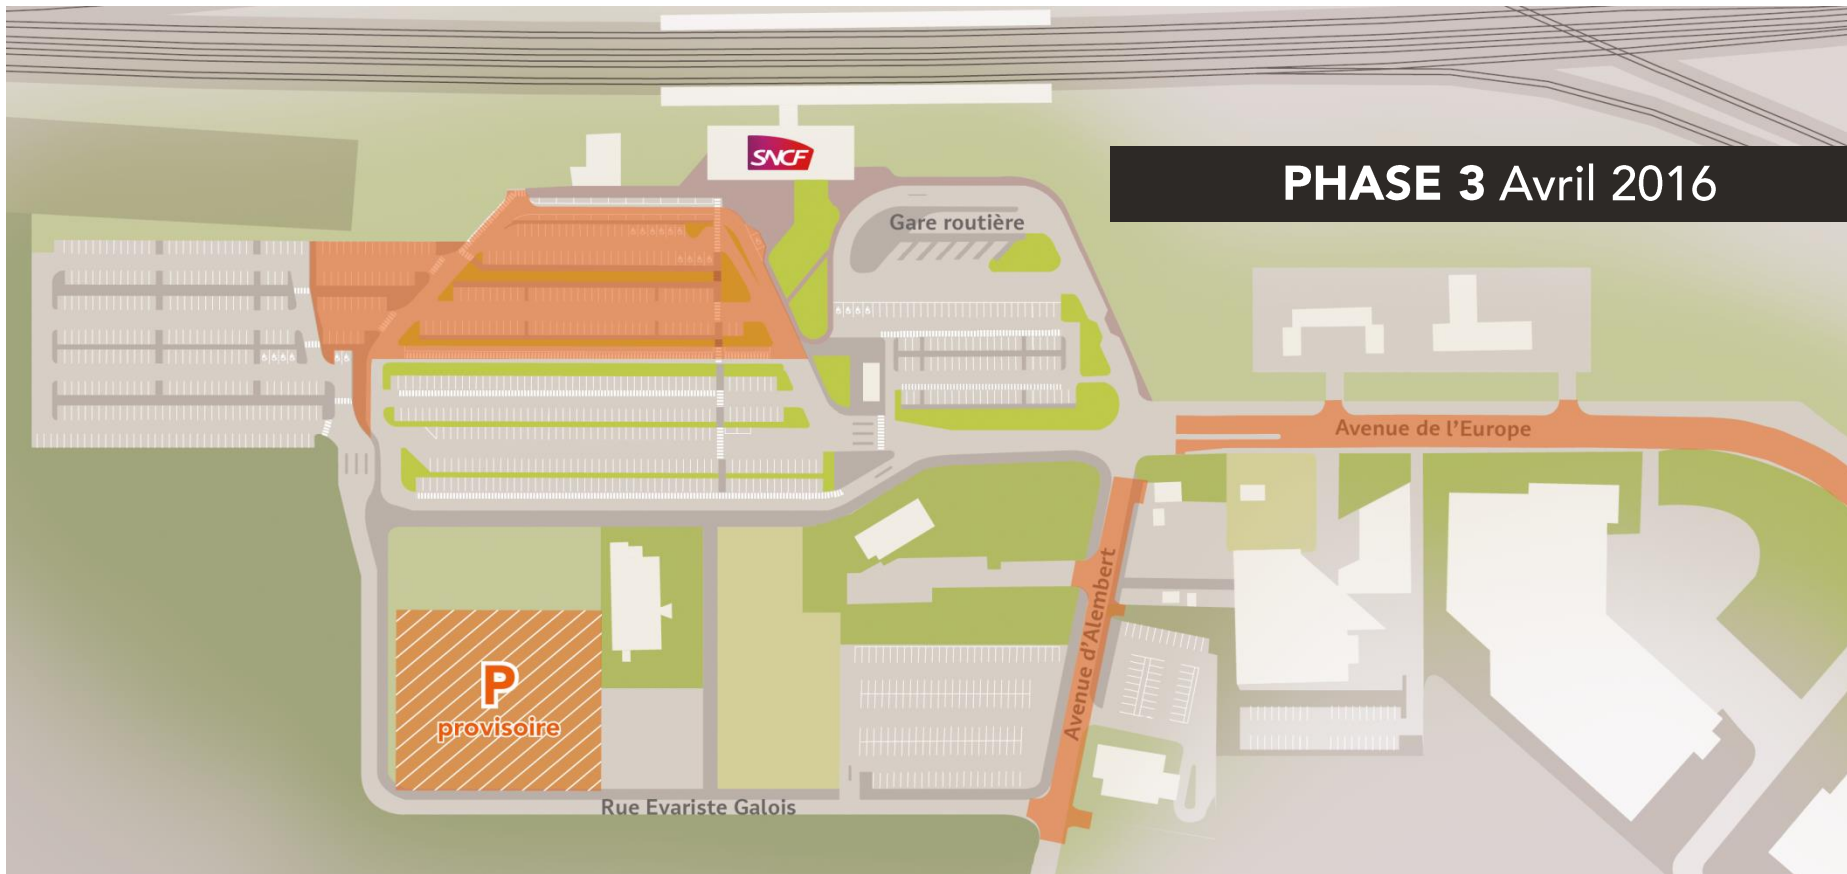 SNCF
PHASE 3 Avril 2016
Gare routière
Avenue de l'Europe
Avenue d'Alembert
P
provisoire
Rue Evariste Galois